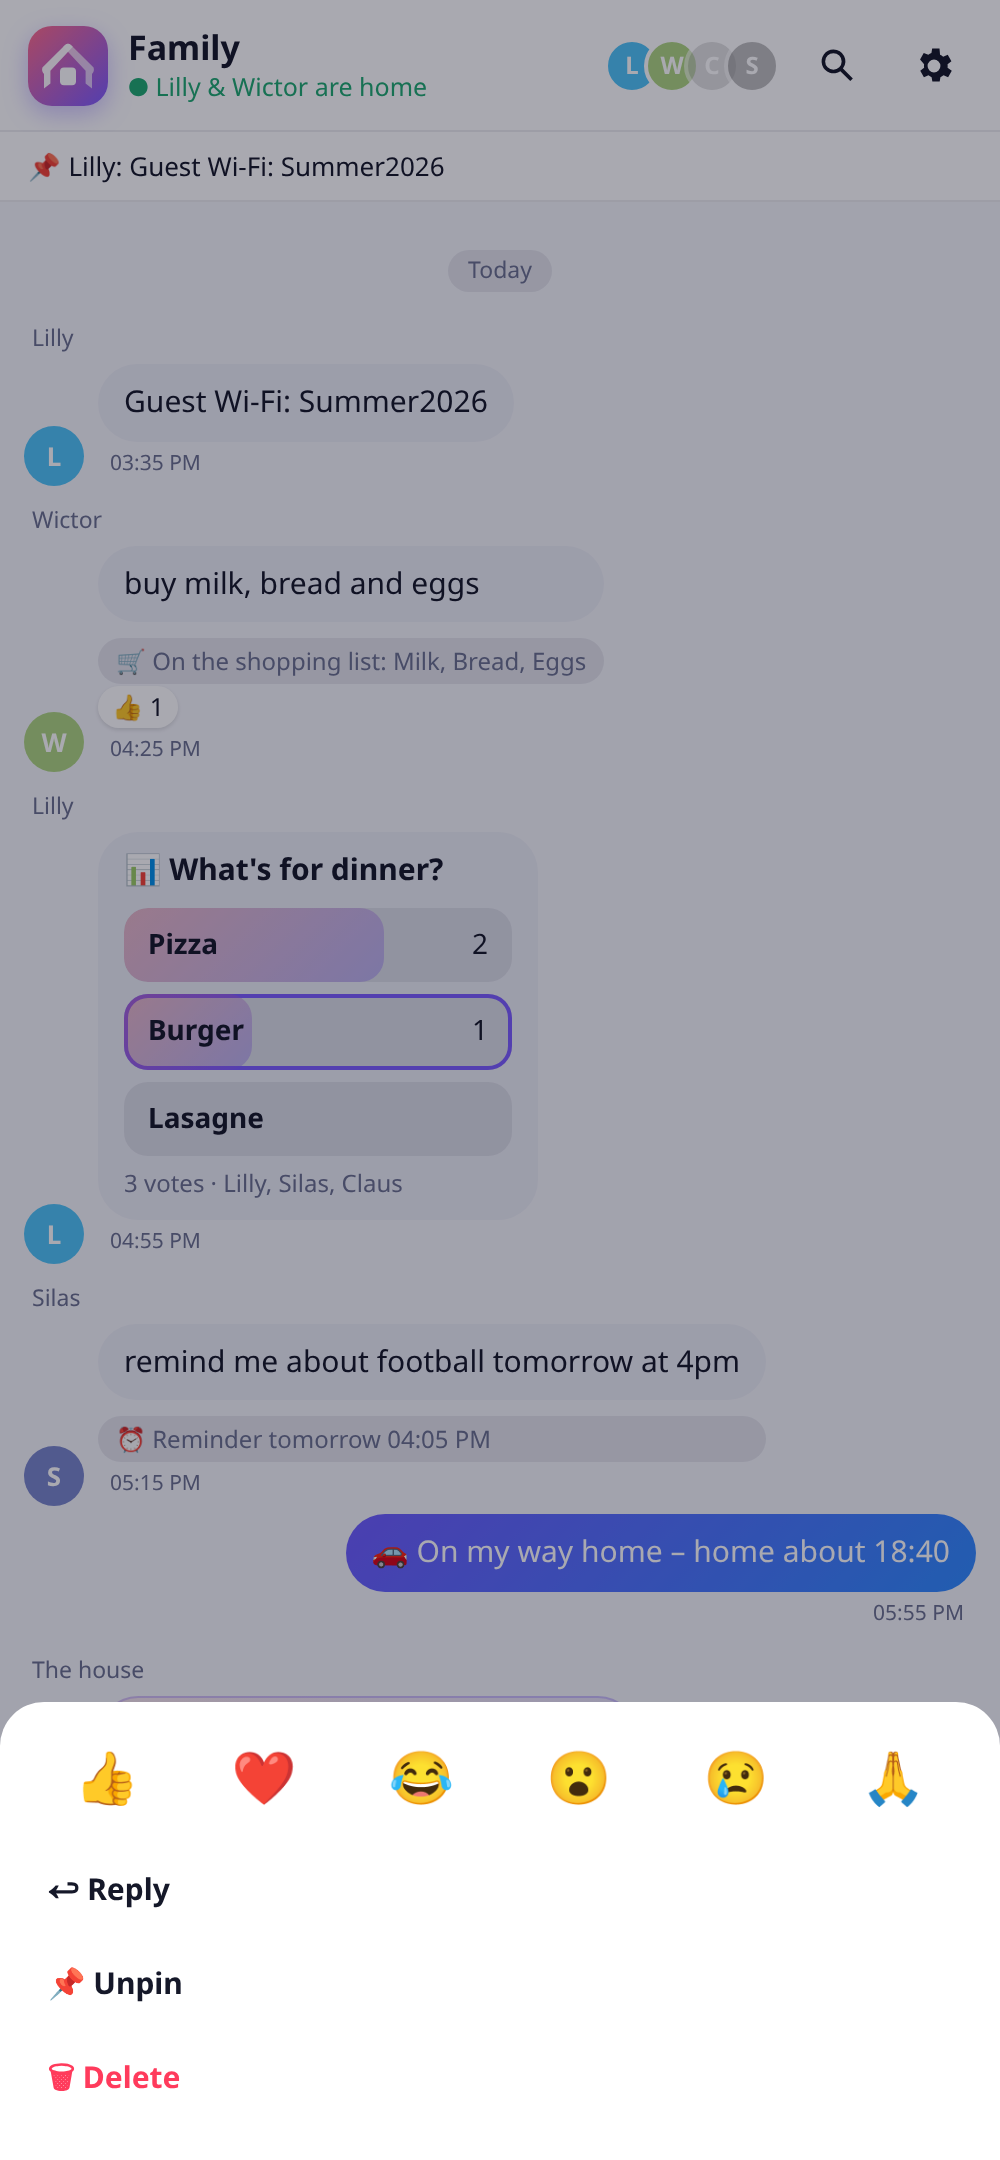 Family
Lilly & Wictor are home
L W C S
📌 Lilly: Guest Wi-Fi: Summer2026
Today
Lilly
Guest Wi-Fi: Summer2026
L
03:35 PM
Wictor
buy milk, bread and eggs
🛒 On the shopping list: Milk, Bread, Eggs
👍 1
W
04:25 PM
Lilly
📊 What's for dinner?
Pizza 2
Burger 1
Lasagne
3 votes · Lilly, Silas, Claus
L
04:55 PM
Silas
remind me about football tomorrow at 4pm
⏰ Reminder tomorrow 04:05 PM
S
05:15 PM
🚗 On my way home – home about 18:40
05:55 PM
The house
👍 ❤️ 😂 😮 😢 🙏
↩ Reply
📌 Unpin
🗑 Delete